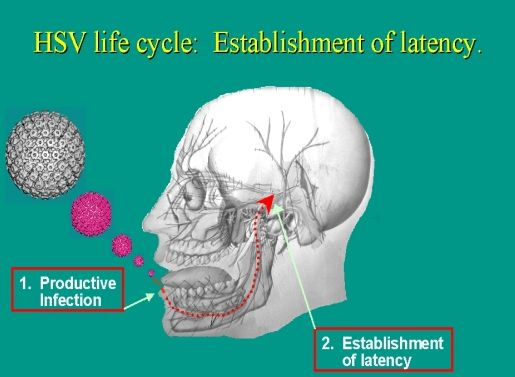 HSV life cycle:  Establishment of latency.
1.  Productive
Infection
2.  Establishment
of latency